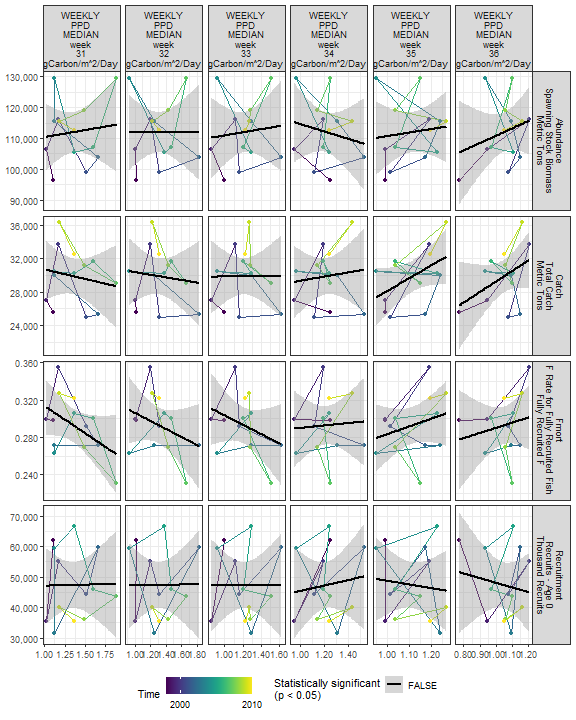 WEEKLY
PPD
MEDIAN
week
31
gCarbon/m^2/Day
WEEKLY
PPD
MEDIAN
week
32
gCarbon/m^2/Day
WEEKLY
PPD
MEDIAN
week
33
gCarbon/m^2/Day
WEEKLY
PPD
MEDIAN
week
34
gCarbon/m^2/Day
WEEKLY
PPD
MEDIAN
week
35
gCarbon/m^2/Day
WEEKLY
PPD
MEDIAN
week
36
gCarbon/m^2/Day
130,000
120,000
110,000
100,000
90,000
Abundance
Spawning Stock Biomass
Metric Tons
36,000
32,000
28,000
24,000
Catch
Total Catch
Metric Tons
0.360
0.320
0.280
0.240
Fmort
F Rate for Fully Recruited Fish
Fully Recruited F
70,000
60,000
50,000
40,000
30,000
Recruitment
Recruits - Age 0
Thousand Recruits
1.00 1.25 1.50 1.75
1.00 1.20 1.40 1.60 1.80
1.00 1.20 1.40 1.60
1.00 1.20 1.40
1.00 1.10 1.20
0.80 0.90 1.00 1.10 1.20
Time
2000 2010
Statistically significant
(p < 0.05)
FALSE